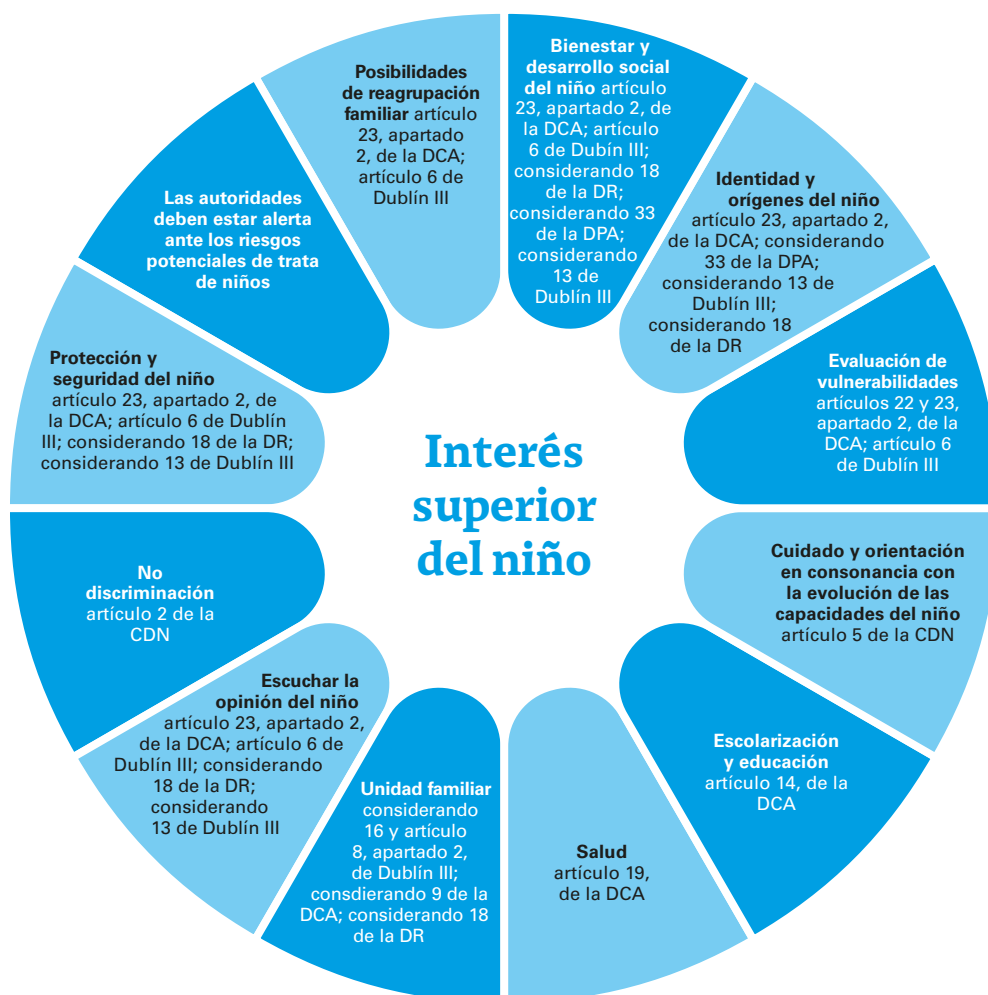 Bienestar y
desarrollo social
del niño artículo
23, apartado 2, de
la DCA; artículo
6 de Dubín III;
considerando 18
de la DR;
considerando 33
de la DPA;
considerando
13 de
Dublín III
Identidad y
orígenes del niño
artículo 23, apartado 2,
de la DCA; considerando
33 de la DPA;
considerando 13 de
Dublín III;
considerando 18
de la DR
Evaluación de
vulnerabilidades
artículos 22 y 23,
apartado 2, de la
DCA; artículo 6
de Dublín III
Cuidado y orientación
en consonancia con
la evolución de las
capacidades del niño
artículo 5 de la CDN
Escolarización
y educación
artículo 14, de la
DCA
Salud
artículo 19,
de la DCA
Unidad familiar
considerando
16 y artículo
8, apartado 2,
de Dublín III;
consdierando 9 de la
DCA; considerando 18
de la DR
Escuchar la
opinión del niño
artículo 23, apartado 2,
de la DCA; artículo 6 de
Dublín III; considerando
18 de la DR;
considerando
13 de Dublín III
No
discriminación
artículo 2 de la
CDN
Protección y
seguridad del niño
artículo 23, apartado 2, de
la DCA; artículo 6 de Dublín
III; considerando 18 de la DR;
considerando 13 de Dublín III
Las autoridades
deben estar alerta
ante los riesgos
potenciales de trata
de niños
Posibilidades
de reagrupación
familiar artículo
23, apartado
2, de la DCA;
artículo 6 de
Dublín III
Interés
superior
del niño